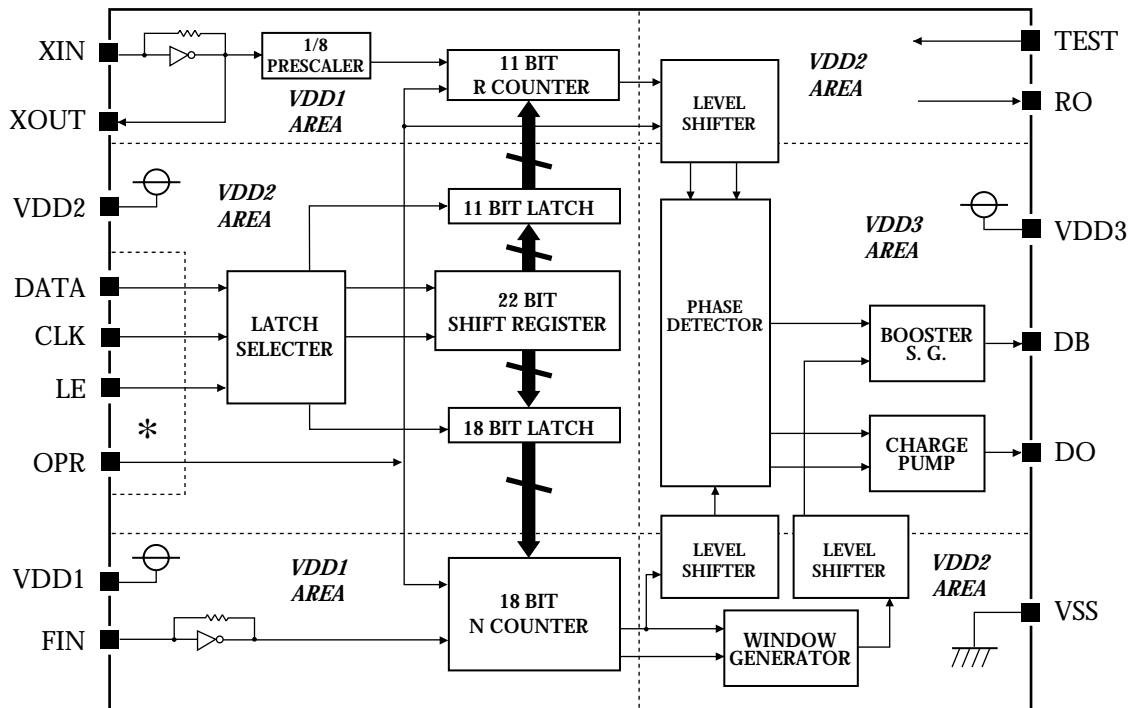 XIN
XOUT
1/8
PRESCALER
VDD1
AREA
11 BIT
R COUNTER
LEVEL
SHIFTER
VDD2
AREA
TEST
RO
VDD2
VDD2
AREA
11 BIT LATCH
VDD3
AREA
VDD3
DATA
CLK
LE
*
OPR
LATCH
SELECTER
22 BIT
SHIFT REGISTER
18 BIT LATCH
PHASE
DETECTOR
BOOSTER
S. G.
DB
CHARGE
PUMP
DO
VDD1
FIN
VDD1
AREA
18 BIT
N COUNTER
LEVEL
SHIFTER
LEVEL
SHIFTER
VDD2
AREA
WINDOW
GENERATOR
VSS